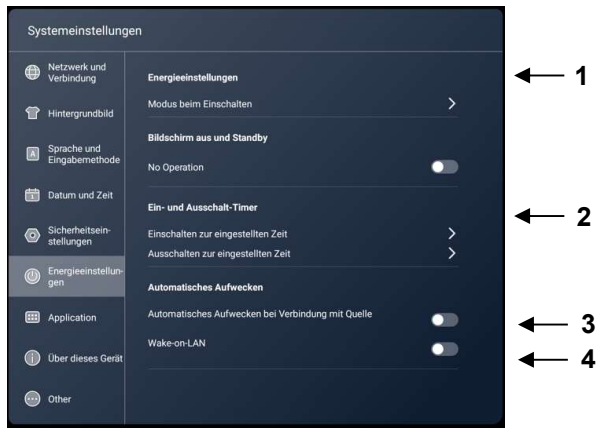 Systemeinstellungen
Netzwerk und
Verbindung
Hintergrundbild
A
Sprache und
Eingabemethode
1
Datum und Zeit
Sicherheitsein-
stellungen
Energieeinstellun-
gen
Application
Über dieses Gerät
Other
Energieeinstellungen
Modus beim Einschalten
Bildschirm aus und Standby
No Operation
Ein- und Ausschalt-Timer
Einschalten zur eingestellten Zeit
Ausschalten zur eingestellten Zeit
Automatisches Aufwecken
Automatisches Aufwecken bei Verbindung mit Quelle
Wake-on-LAN
1
2
3
4